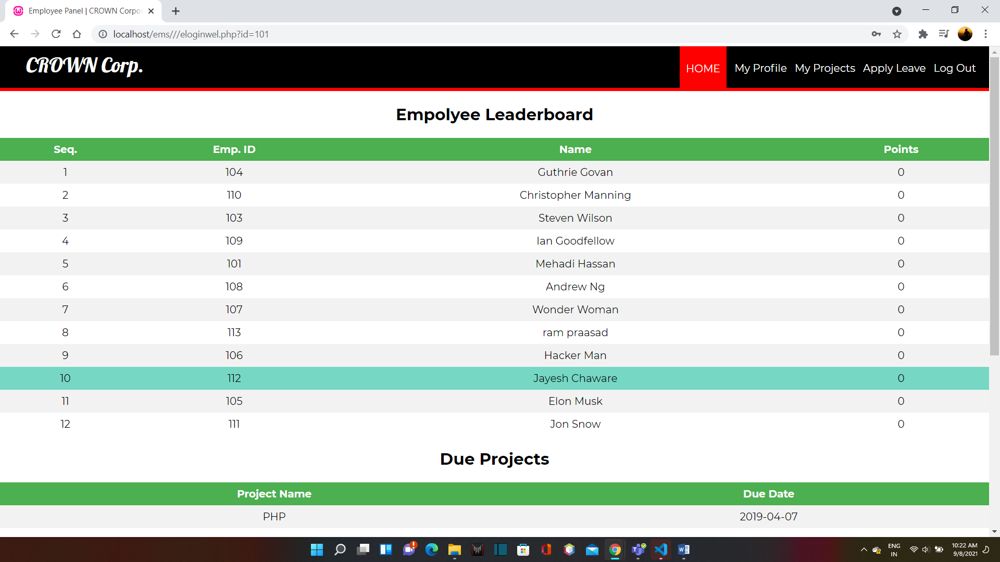 Employee Panel | CROWN Corpor
localhost/ems///eloginwel.php?id=101
CROWN Corp.
HOME My Profile My Projects Apply Leave Log Out
Empolyee Leaderboard
Seq. Emp. ID Name Points
1 104 Guthrie Govan 0
2 110 Christopher Manning 0
3 103 Steven Wilson 0
4 109 Ian Goodfellow 0
5 101 Mehadi Hassan 0
6 108 Andrew Ng 0
7 107 Wonder Woman 0
8 113 ram praasad 0
9 106 Hacker Man 0
10 112 Jayesh Chaware 0
11 105 Elon Musk 0
12 111 Jon Snow 0
Due Projects
Project Name Due Date
PHP 2019-04-07
ENG 10:22 AM
IN 9/8/2021